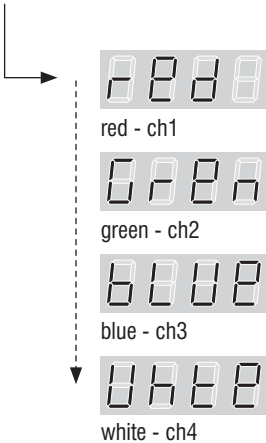 red
red - ch1
Gren
green - ch2
bLUe
blue - ch3
Uhte
white - ch4